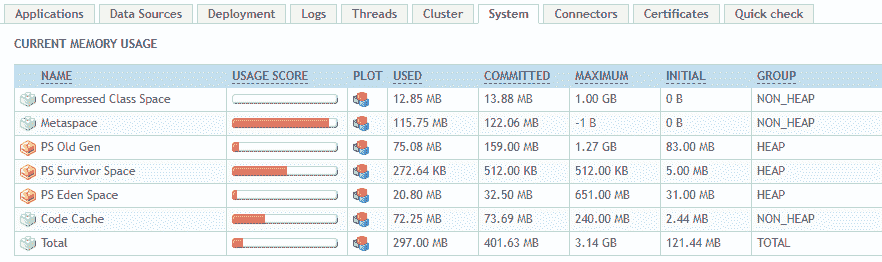 Applications Data Sources Deployment Logs Threads Cluster System Connectors Certificates Quick check
CURRENT MEMORY USAGE
NAME USAGE SCORE PLOT USED COMMITTED MAXIMUM INITIAL GROUP
Compressed Class Space 12.85 MB 13.88 MB 1.00 GB 0 B NON_HEAP
Metaspace 115.75 MB 122.06 MB -1 B 0 B NON_HEAP
PS Old Gen 75.08 MB 159.00 MB 1.27 GB 83.00 MB HEAP
PS Survivor Space 272.64 KB 512.00 KB 512.00 KB 5.00 MB HEAP
PS Eden Space 20.80 MB 32.50 MB 651.00 MB 31.00 MB HEAP
Code Cache 72.25 MB 73.69 MB 240.00 MB 2.44 MB NON_HEAP
Total 297.00 MB 401.63 MB 3.14 GB 121.44 MB TOTAL